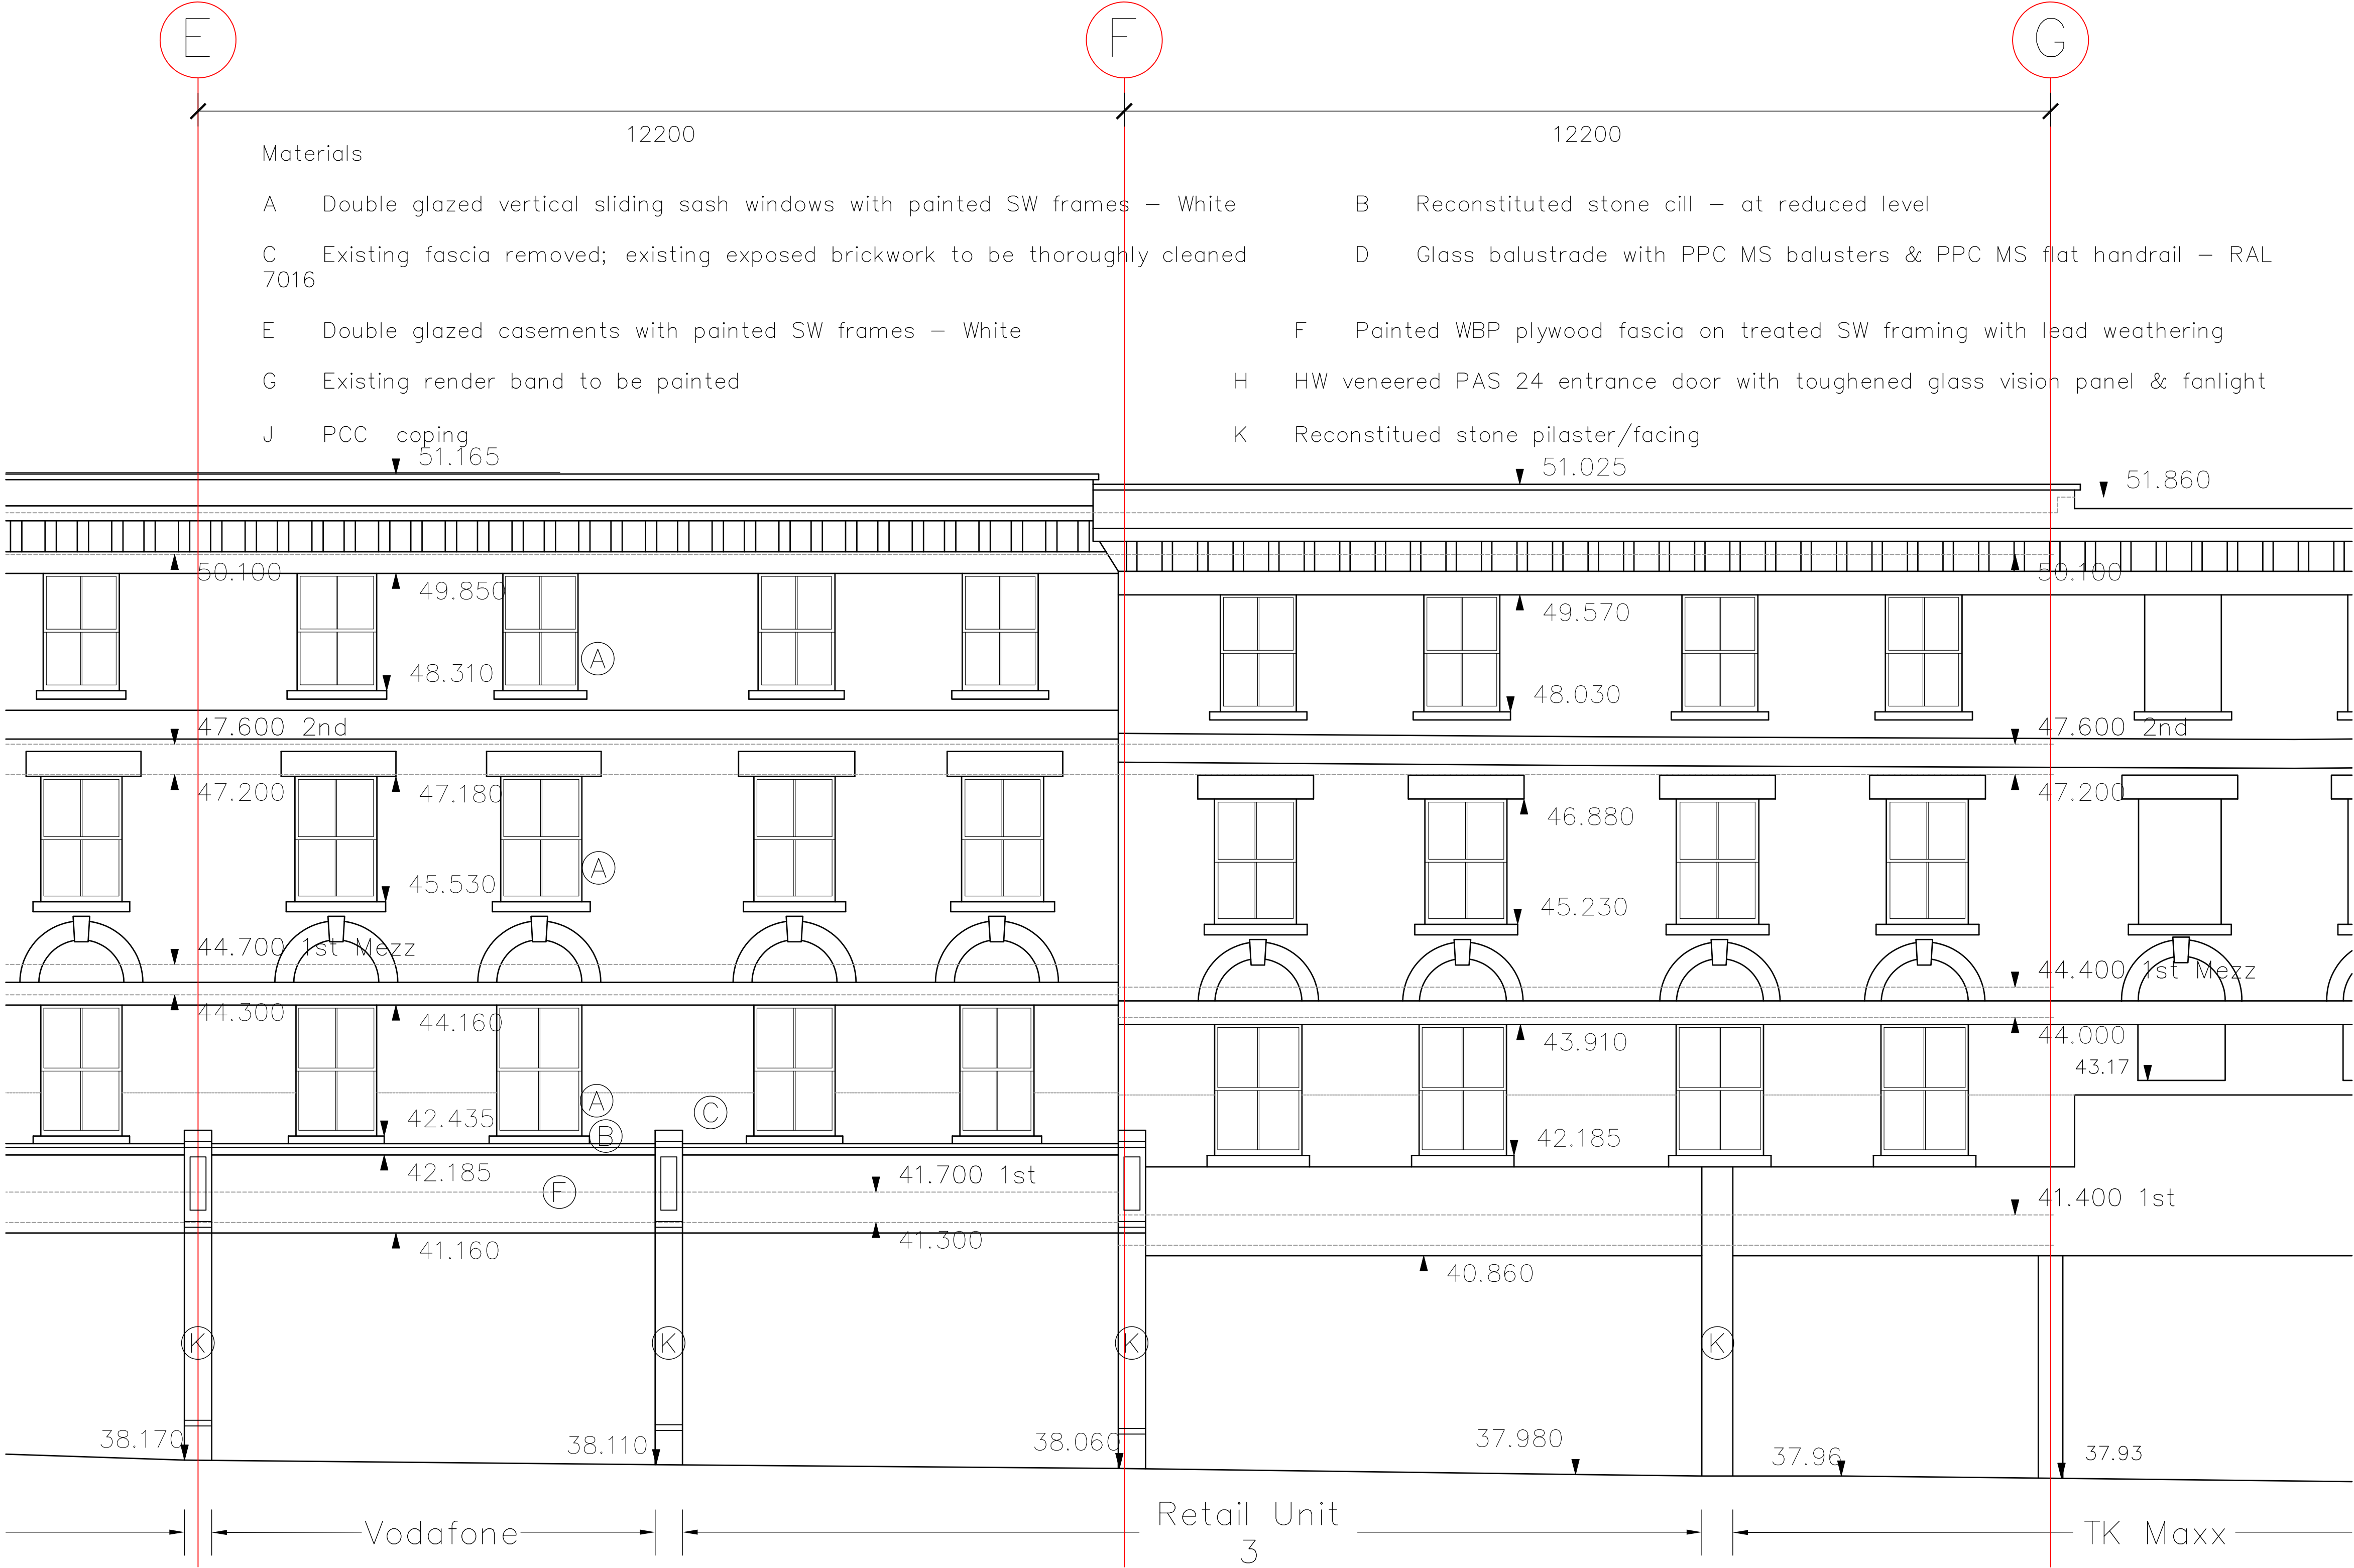 E F G
12200 12200
Materials
A Double glazed vertical sliding sash windows with painted SW frames – White B Reconstituted stone cill – at reduced level
C Existing fascia removed; existing exposed brickwork to be thoroughly cleaned D Glass balustrade with PPC MS balusters & PPC MS flat handrail – RAL
7016
E Double glazed casements with painted SW frames – White F Painted WBP plywood fascia on treated SW framing with lead weathering
G Existing render band to be painted H HW veneered PAS 24 entrance door with toughened glass vision panel & fanlight
J PCC coping K Reconstitued stone pilaster/facing
51.165 51.025
51.860
50.100 50.100
49.850 49.570
A
48.310 48.030
47.600 2nd 47.600 2nd
47.200 47.180 47.200
46.880
A
45.530 45.230
44.700 1st Mezz 44.400 1st Mezz
44.300 44.160 43.910 44.000
43.17
A C
42.435 B 42.185
42.185 41.700 1st
F 41.400 1st
41.160 41.300
40.860
K K K K
38.170 38.110 38.060 37.980 37.96 37.93
Retail Unit
Vodafone TK Maxx
3